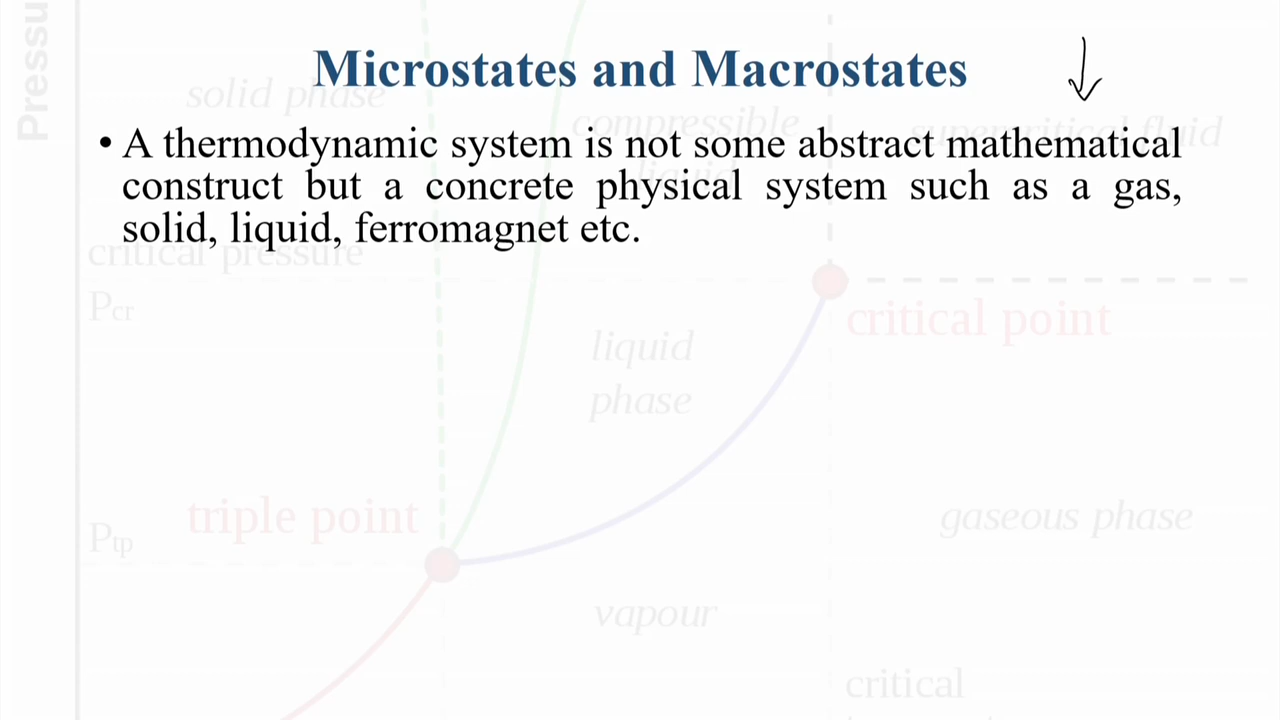 Microstates and Macrostates
• A thermodynamic system is not some abstract mathematical
construct but a concrete physical system such as a gas,
solid, liquid, ferromagnet etc.
solid phase
compressible
liquid
supercritical fluid
critical pressure
Pcr
critical point
liquid
phase
triple point
Ptp
gaseous phase
vapour
critical